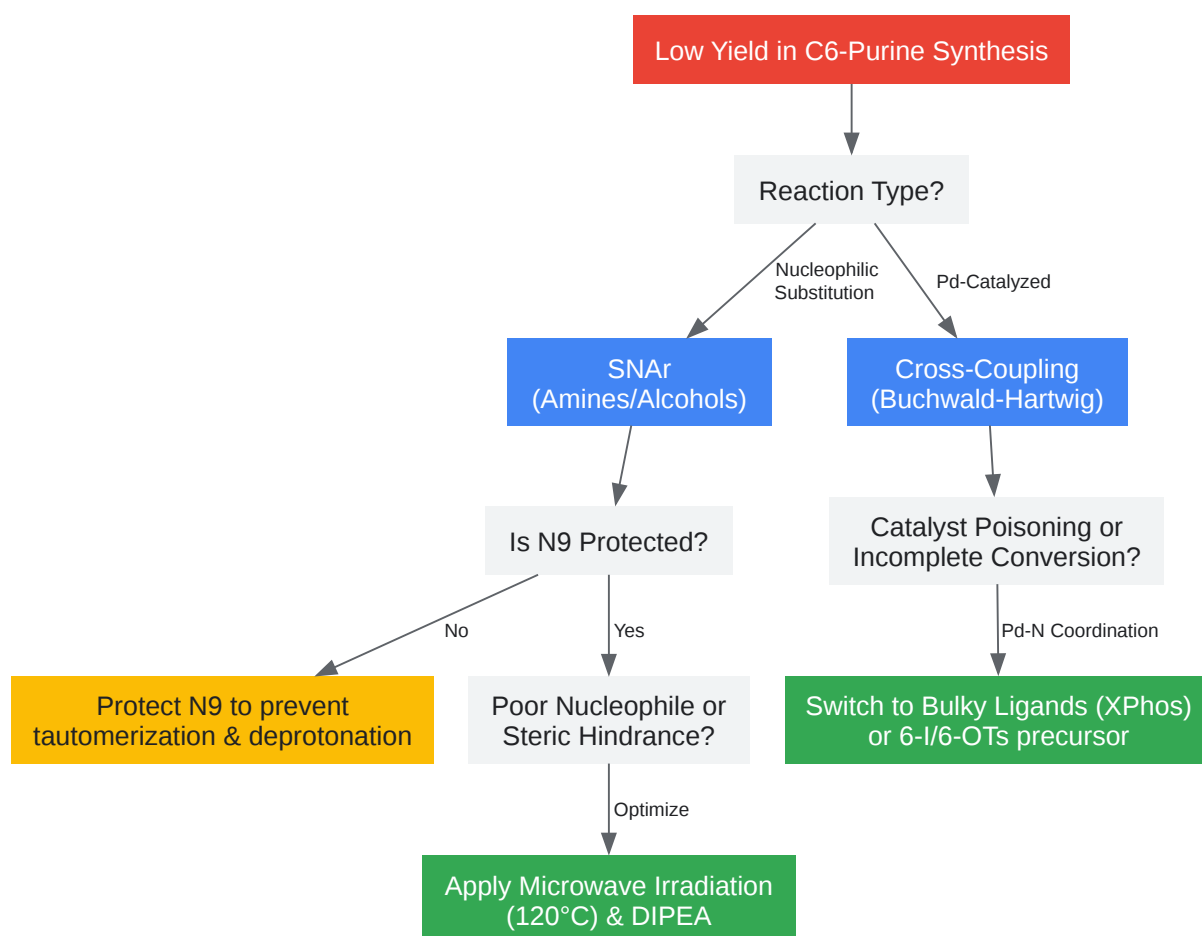 Low Yield in C6-Purine Synthesis
Reaction Type?
Nucleophilic
Substitution
Pd-Catalyzed
SNAr
(Amines/Alcohols)
Cross-Coupling
(Buchwald-Hartwig)
Is N9 Protected?
Catalyst Poisoning or
Incomplete Conversion?
No
Yes
Pd-N Coordination
Protect N9 to prevent
tautomerization & deprotonation
Poor Nucleophile or
Steric Hindrance?
Switch to Bulky Ligands (XPhos)
or 6-I/6-OTs precursor
Optimize
Apply Microwave Irradiation
(120°C) & DIPEA